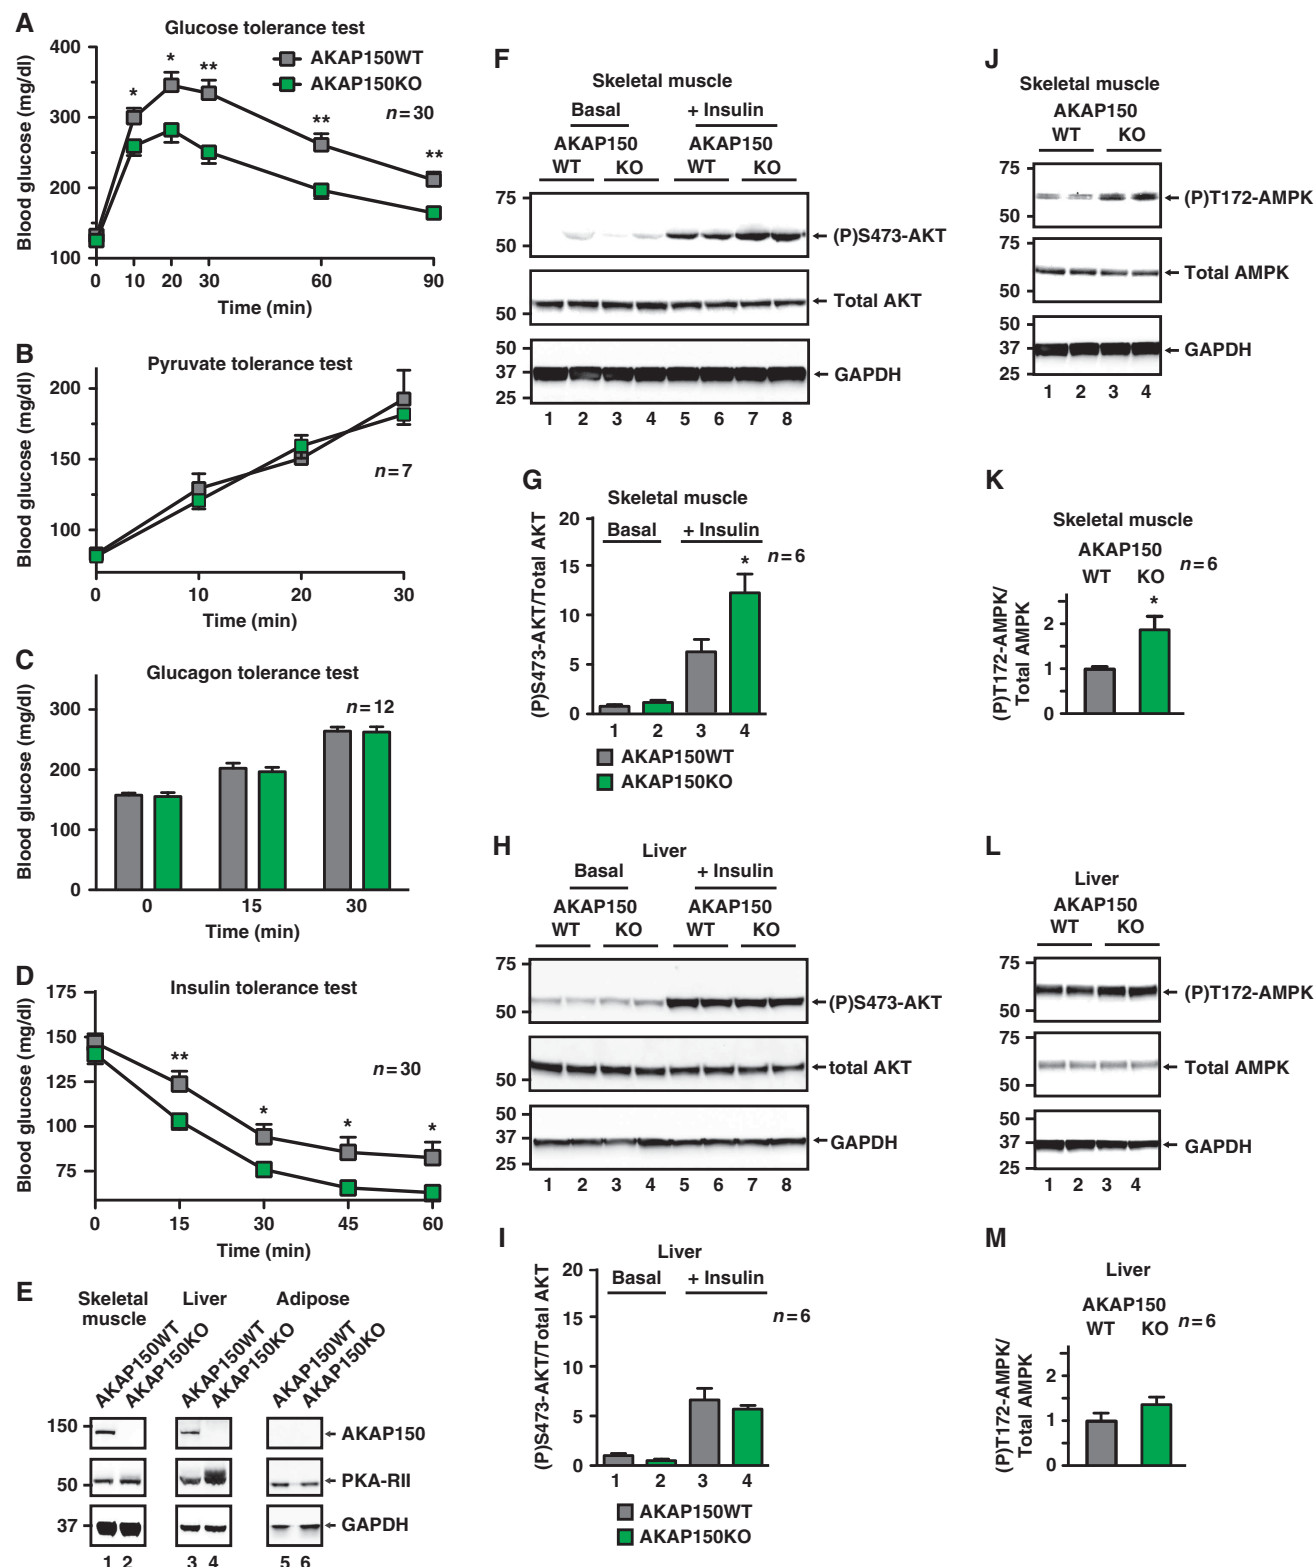 A
Glucose tolerance test
Blood glucose (mg/dl)
400
300
200
100
AKAP150WT
AKAP150KO
n=30
*
*
**
**
**
0 10 20 30 60 90
Time (min)
B
Pyruvate tolerance test
Blood glucose (mg/dl)
200
150
100
n=7
0 10 20 30
Time (min)
C
Glucagon tolerance test
Blood glucose (mg/dl)
300
200
100
0
n=12
0 15 30
Time (min)
D
Insulin tolerance test
Blood glucose (mg/dl)
175
150
125
100
75
**
*
*
*
n=30
0 15 30 45 60
Time (min)
E
Skeletal muscle
Liver
Adipose
AKAP150WT
AKAP150KO
AKAP150WT
AKAP150KO
AKAP150WT
AKAP150KO
150
AKAP150
50
PKA-RII
37
GAPDH
1 2 3 4 5 6
F
Skeletal muscle
Basal + Insulin
AKAP150 AKAP150
WT KO WT KO
75
50
(P)S473-AKT
50
Total AKT
50
37
25
GAPDH
1 2 3 4 5 6 7 8
G
Skeletal muscle
(P)S473-AKT/Total AKT
20
15
10
5
0
Basal + Insulin
n=6
*
1 2 3 4
AKAP150WT
AKAP150KO
H
Liver
Basal + Insulin
AKAP150 AKAP150
WT KO WT KO
75
50
(P)S473-AKT
50
total AKT
50
37
25
GAPDH
1 2 3 4 5 6 7 8
I
Liver
(P)S473-AKT/Total AKT
20
15
10
5
0
Basal + Insulin
n=6
1 2 3 4
AKAP150WT
AKAP150KO
J
Skeletal muscle
AKAP150
WT KO
75
50
(P)T172-AMPK
75
50
Total AMPK
50
37
25
GAPDH
1 2 3 4
K
Skeletal muscle
AKAP150
WT KO
n=6
*
(P)T172-AMPK/
Total AMPK
2
1
0
L
Liver
AKAP150
WT KO
75
50
(P)T172-AMPK
75
50
Total AMPK
50
37
25
GAPDH
1 2 3 4
M
Liver
AKAP150
WT KO
n=6
(P)T172-AMPK/
Total AMPK
2
1
0